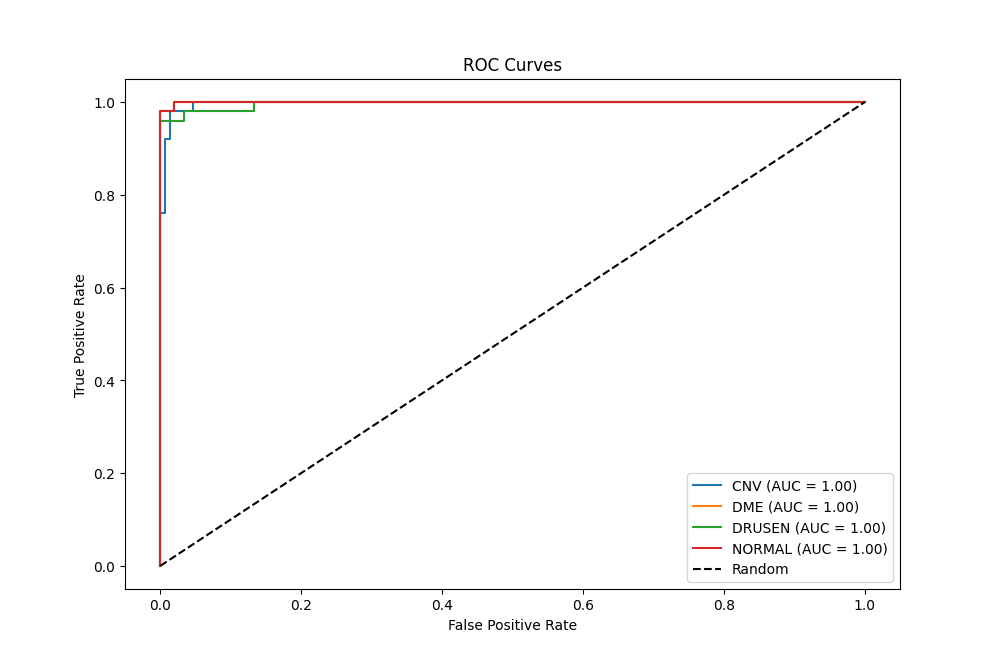 ROC Curves
True Positive Rate
1.0
0.8
0.6
0.4
0.2
0.0
0.0 0.2 0.4 0.6 0.8 1.0
False Positive Rate
CNV (AUC = 1.00)
DME (AUC = 1.00)
DRUSEN (AUC = 1.00)
NORMAL (AUC = 1.00)
Random